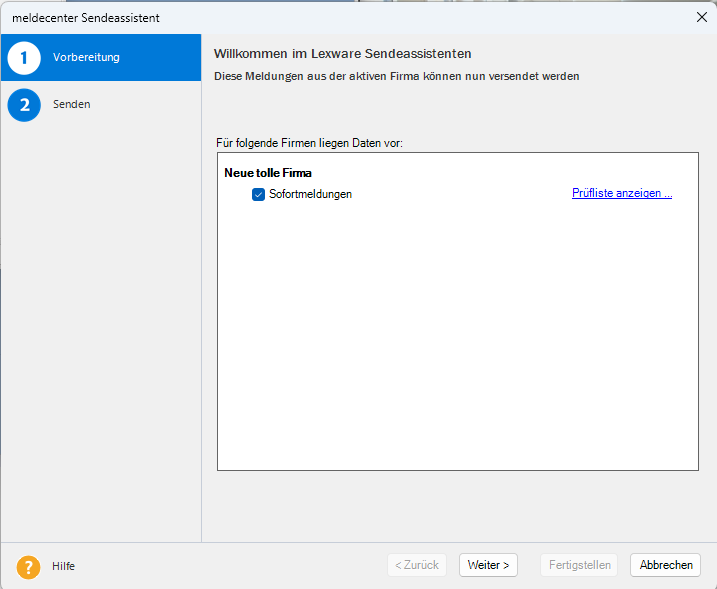 meldecenter Sendeassistent
1 Vorbereitung
2 Senden
Willkommen im Lexware Sendeassistenten
Diese Meldungen aus der aktiven Firma können nun versendet werden
Für folgende Firmen liegen Daten vor:
Neue tolle Firma
Sofortmeldungen
Prüfliste anzeigen ...
? Hilfe
< Zurück
Weiter >
Fertigstellen
Abbrechen